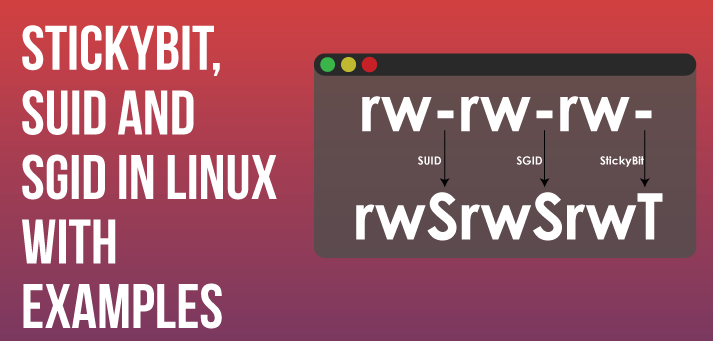 STICKYBIT,
SUID AND
SGID IN LINUX
WITH
EXAMPLES
rw-rw-rw-
SUID SGID StickyBit
rwSrwSrwT